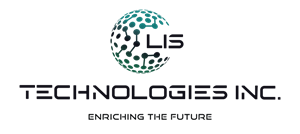 LIS
TECHNOLOGIES INC.
ENRICHING THE FUTURE